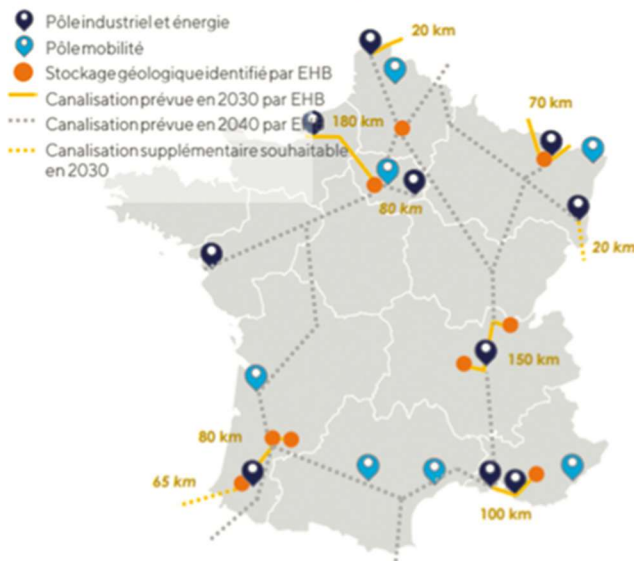 Pôle industriel et énergie
Pôle mobilité
Stockage géologique identifié par EHB
Canalisation prévue en 2030 par EHB
Canalisation prévue en 2040 par
Canalisation supplémentaire souhaitable
en 2030
20 km
180 km
70 km
80 km
20 km
150 km
80 km
65 km
100 km